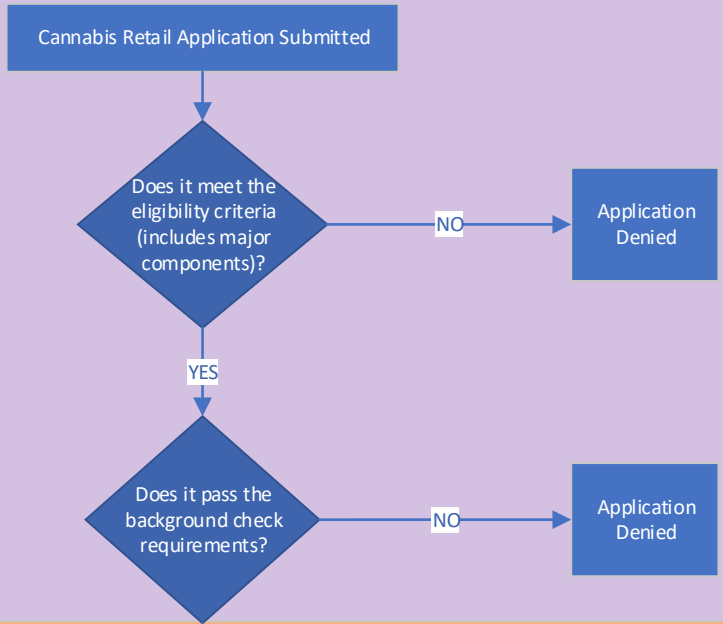 Cannabis Retail Application Submitted
Does it meet the
eligibility criteria
(includes major
components)?
NO
Application
Denied
YES
Does it pass the
background check
requirements?
NO
Application
Denied